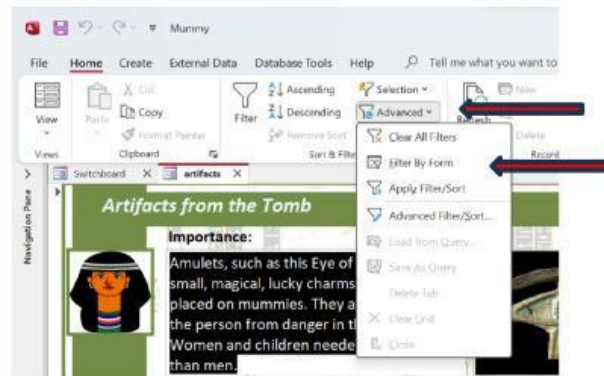 Mummy
File Home Create External Data Database Tools Help Tell me what you want to
View
Paste
Cut
Copy
Format Painter
Filter
Ascending
Descending
Remove Sort
Selection
Advanced
Refresh
New
Delete
Views Clipboard Sort & Filte Record
Clear All Filters
Filter By Form
Apply Filter/Sort
Advanced Filter/Sort...
Load from Query...
Save As Query
Delete Tab
Clear Grid
Close
Switchboard artifacts
Navigation Pane
Artifacts from the Tomb
Importance:
Amulets, such as this Eye of
small, magical, lucky charms
placed on mummies. They a
the person from danger in t
Women and children neede
than men.